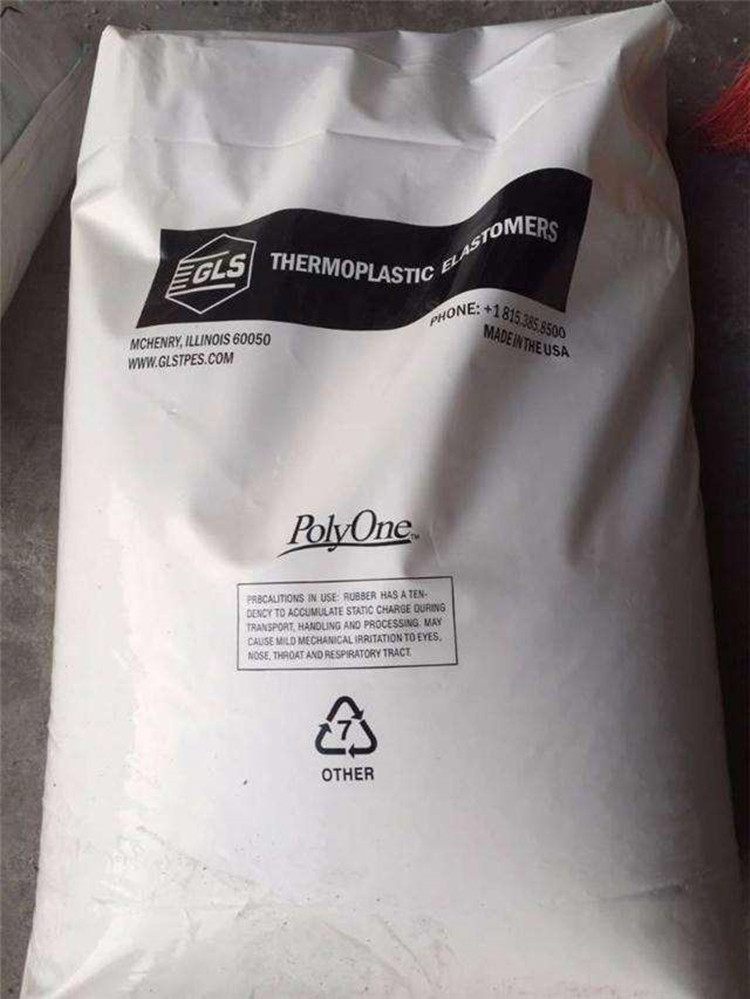 GLS THERMOPLASTIC ELASTOMERS
MCHENRY, ILLINOIS 60050
WWW.GLSTPES.COM
PHONE: +1 815.385.8500
MADE IN THE USA
PolyOne™
PRBCALITIONS IN USE: RUBBER HAS A TEN-
DENCY TO ACCUMULATE STATIC CHARGE DURING
TRANSPORT, HANDLING AND PROCESSING. MAY
CAUSE MILD MECHANICAL IRRITATION TO EYES,
NOSE, THROAT AND RESPIRATORY TRACT.
7
OTHER